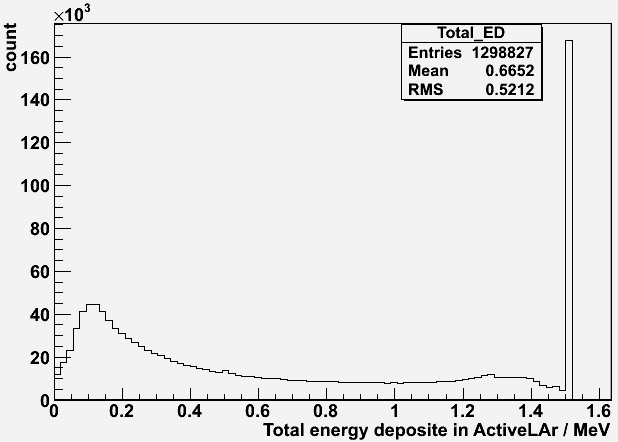 ×10³
count
Total_ED
Entries 1298827
Mean 0.6652
RMS 0.5212
160
140
120
100
80
60
40
20
0
0 0.2 0.4 0.6 0.8 1 1.2 1.4 1.6
Total energy deposite in ActiveLAr / MeV